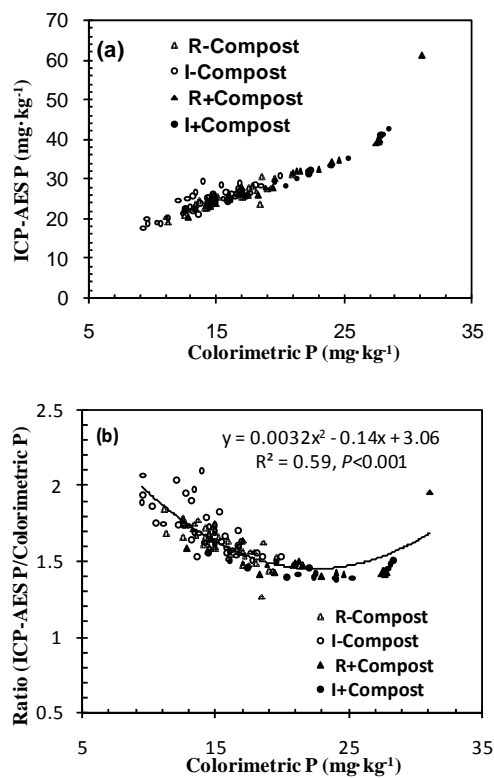 70
(a)
R-Compost
60
I-Compost
R+Compost
50
I+Compost
40
30
20
10
0
ICP-AES P (mg·kg-1)
5 15 25 35
Colorimetric P (mg·kg-1)
2.5
(b)
y = 0.0032x2 - 0.14x + 3.06
R2 = 0.59, P<0.001
2
1.5
1
0.5
R-Compost
I-Compost
R+Compost
I+Compost
Ratio (ICP-AES P/Colorimetric P)
5 15 25 35
Colorimetric P (mg·kg-1)